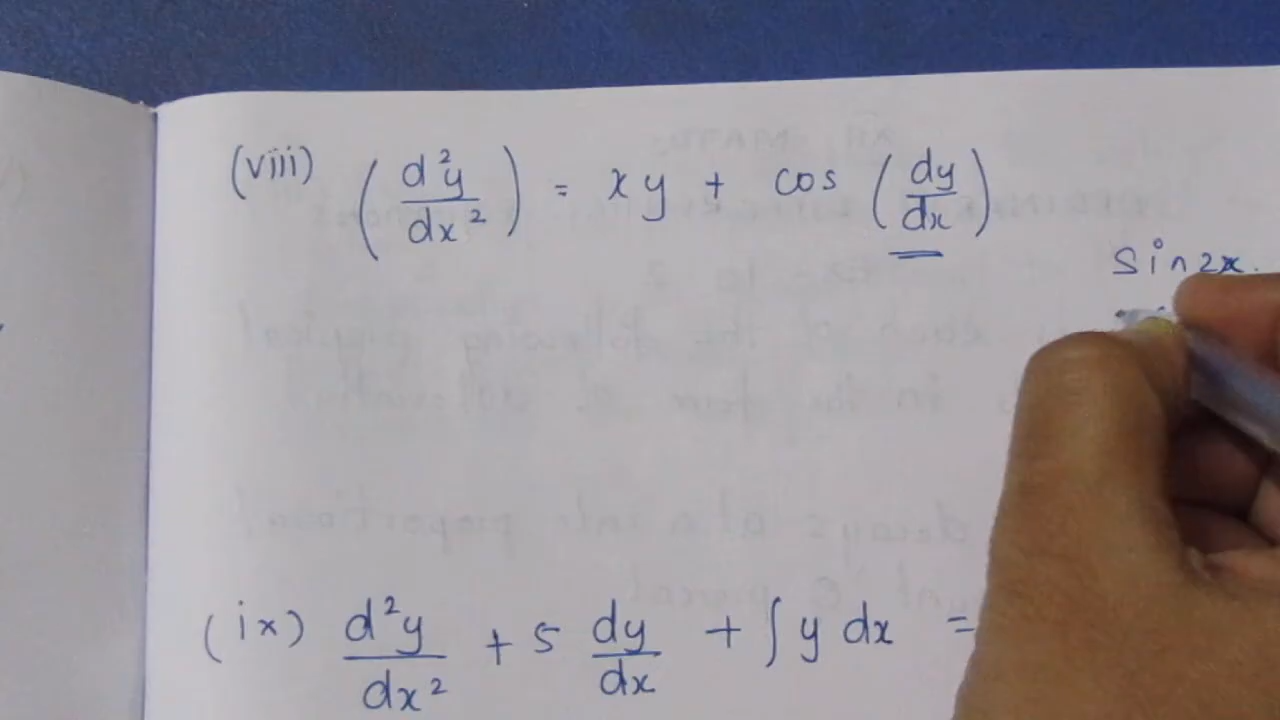 (viii) (d²y/dx²) = xy + cos (dy/dx)
sin2x.
(ix) d²y/dx² + 5 dy/dx + ∫ y dx =